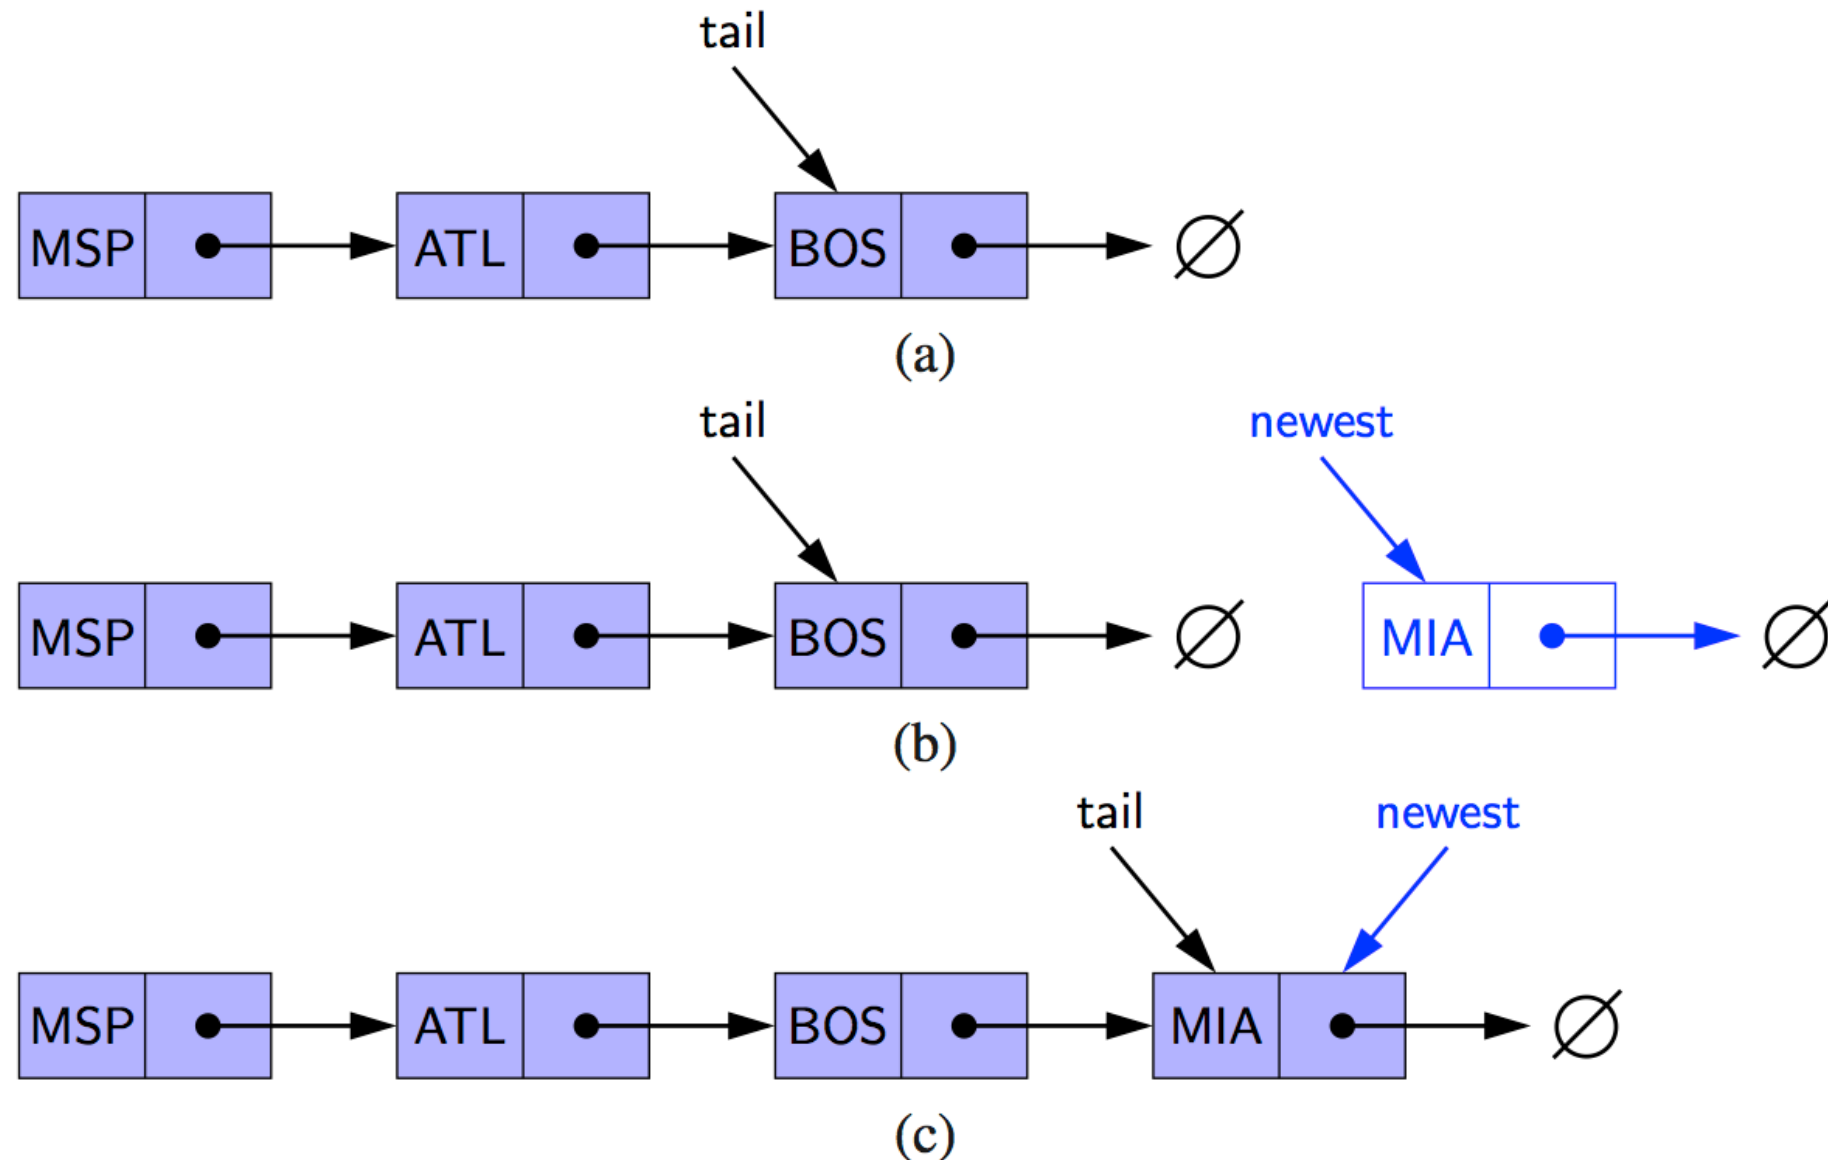 tail
MSP ATL BOS ∅
(a)
tail newest
MSP ATL BOS ∅ MIA ∅
(b)
tail newest
MSP ATL BOS MIA ∅
(c)